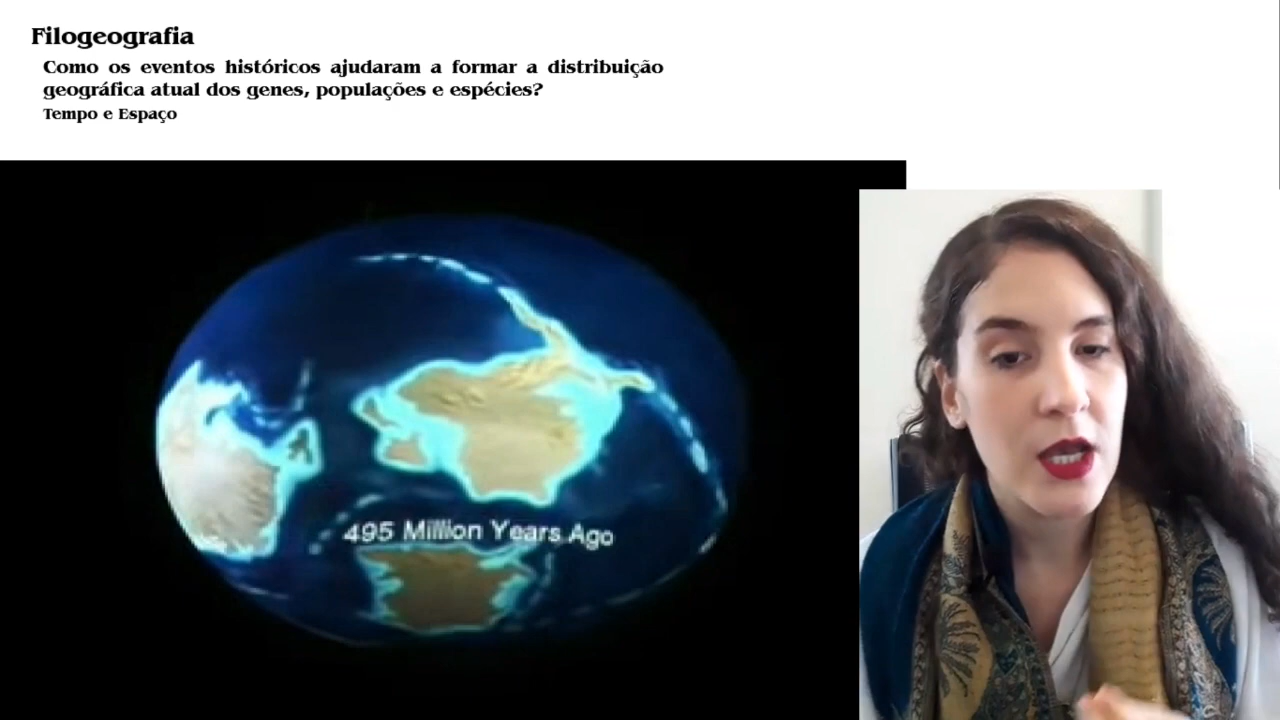 Filogeografia
Como os eventos históricos ajudaram a formar a distribuição
geográfica atual dos genes, populações e espécies?
Tempo e Espaço
495 Million Years Ago